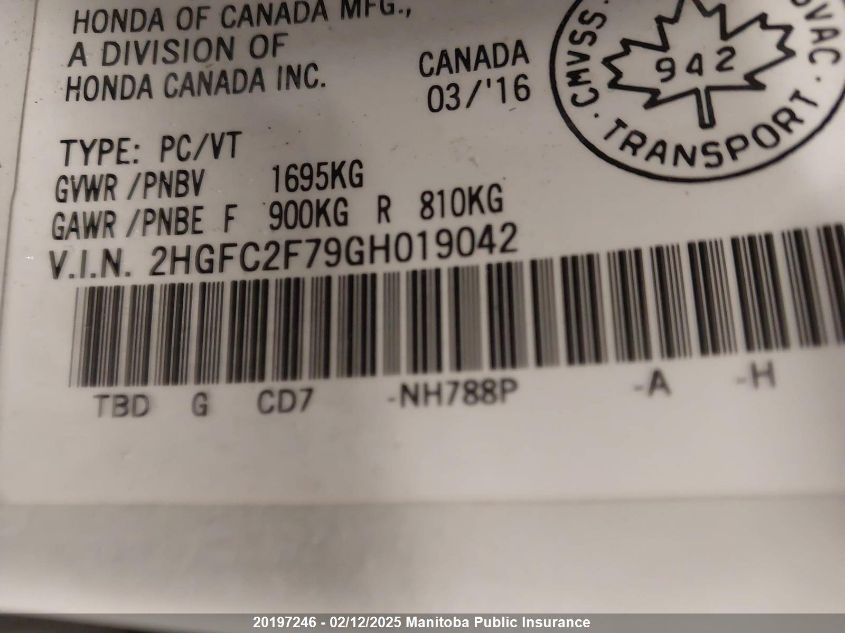 HONDA OF CANADA MFG.,
A DIVISION OF
HONDA CANADA INC.
CANADA
03/'16
CMVSS.
VAC.
942
TRANSPORT
TYPE: PC/VT
GVWR /PNBV 1695KG
GAWR /PNBE F 900KG R 810KG
V.I.N. 2HGFC2F79GH019042
TBD G CD7 -NH788P -A -H
20197246 - 02/12/2025 Manitoba Public Insurance